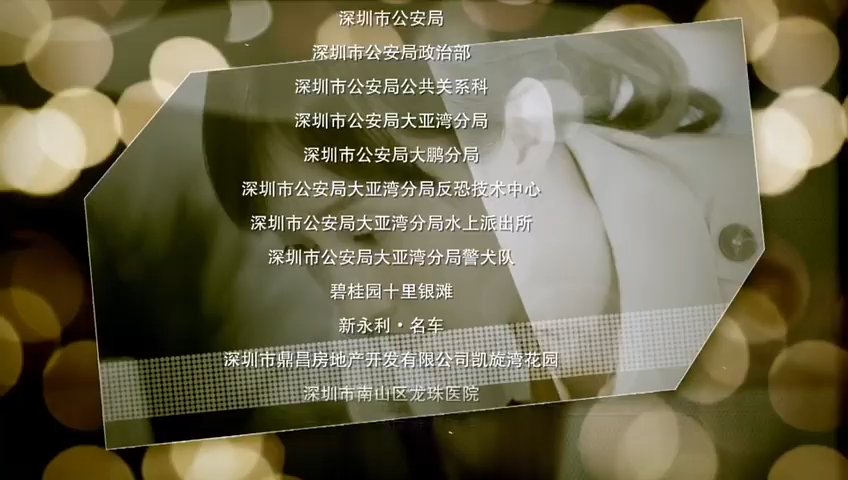 深圳市公安局
深圳市公安局政治部
深圳市公安局公共关系科
深圳市公安局大亚湾分局
深圳市公安局大鹏分局
深圳市公安局大亚湾分局反恐技术中心
深圳市公安局大亚湾分局水上派出所
深圳市公安局大亚湾分局警犬队
碧桂园十里银滩
新永利·名车
深圳市鼎昌房地产开发有限公司凯旋湾花园
深圳市南山区龙珠医院